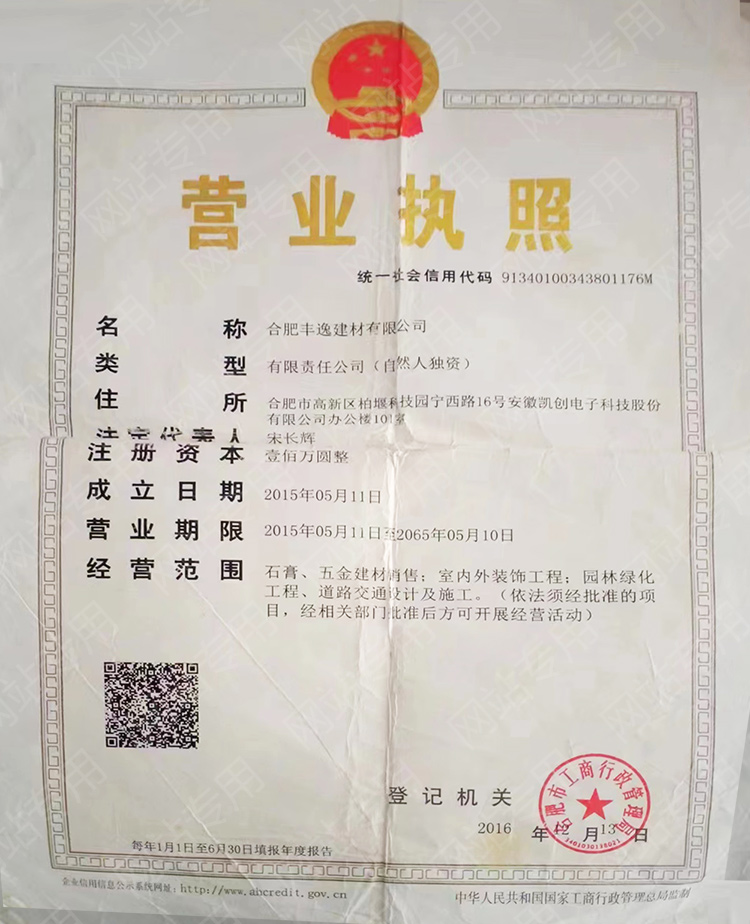 营业执照
统一社会信用代码 91340100343801176M
名称 合肥丰逸建材有限公司
类型 有限责任公司（自然人独资）
住所 合肥市高新区柏堰科技园宁西路16号安徽凯创电子科技股份
有限公司办公楼101室
法定代表人 宋长辉
注册资本 壹佰万圆整
成立日期 2015年05月11日
营业期限 2015年05月11日至2065年05月10日
经营范围 石膏、五金建材销售；室内外装饰工程；园林绿化
工程、道路交通设计及施工。（依法须经批准的项
目，经相关部门批准后方可开展经营活动）
登记机关
合肥市工商行政管理局
3401030138021
2016 年 12 月 13 日
每年1月1日至6月30日填报年度报告
企业信用信息公示系统网址：http://www.ahcredit.gov.cn
中华人民共和国国家工商行政管理总局监制
网站专用